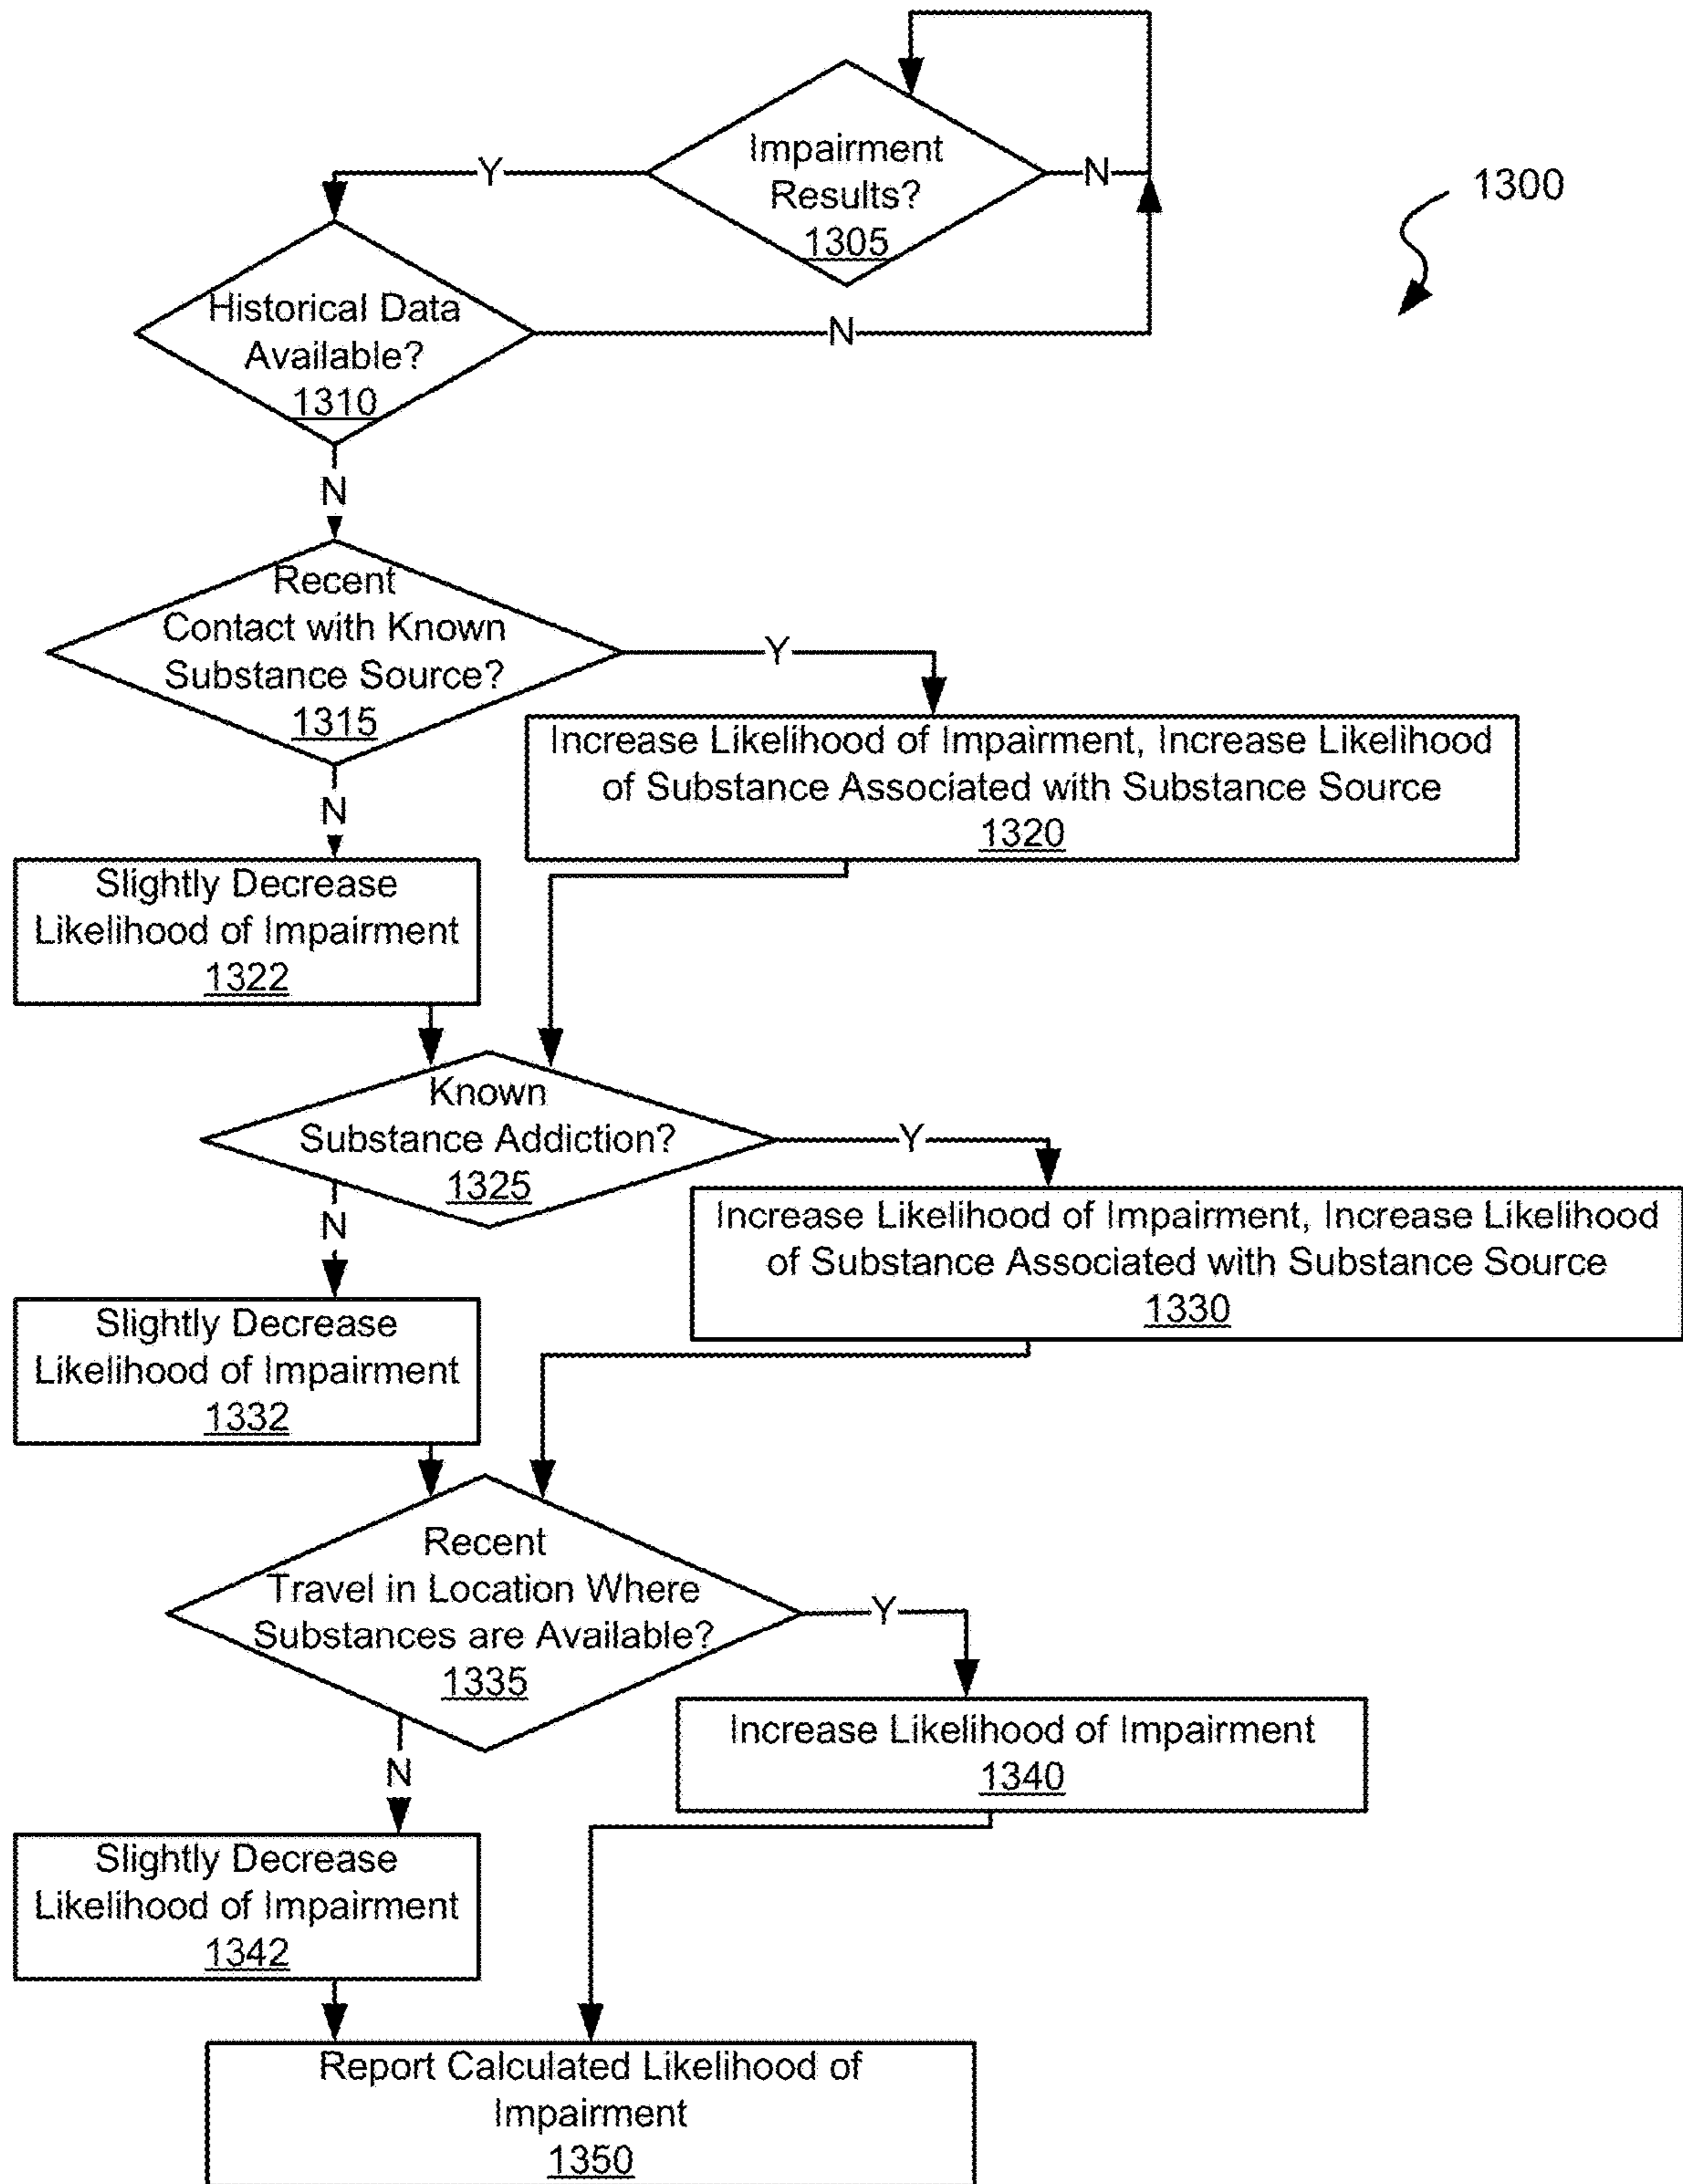 Impairment
Results?
1305
Y
N
1300
Historical Data
Available?
1310
N
N
Recent
Contact with Known
Substance Source?
1315
Y
Increase Likelihood of Impairment, Increase Likelihood
of Substance Associated with Substance Source
1320
N
Slightly Decrease
Likelihood of Impairment
1322
Known
Substance Addiction?
1325
Y
Increase Likelihood of Impairment, Increase Likelihood
of Substance Associated with Substance Source
1330
N
Slightly Decrease
Likelihood of Impairment
1332
Recent
Travel in Location Where
Substances are Available?
1335
Y
Increase Likelihood of Impairment
1340
N
Slightly Decrease
Likelihood of Impairment
1342
Report Calculated Likelihood of
Impairment
1350